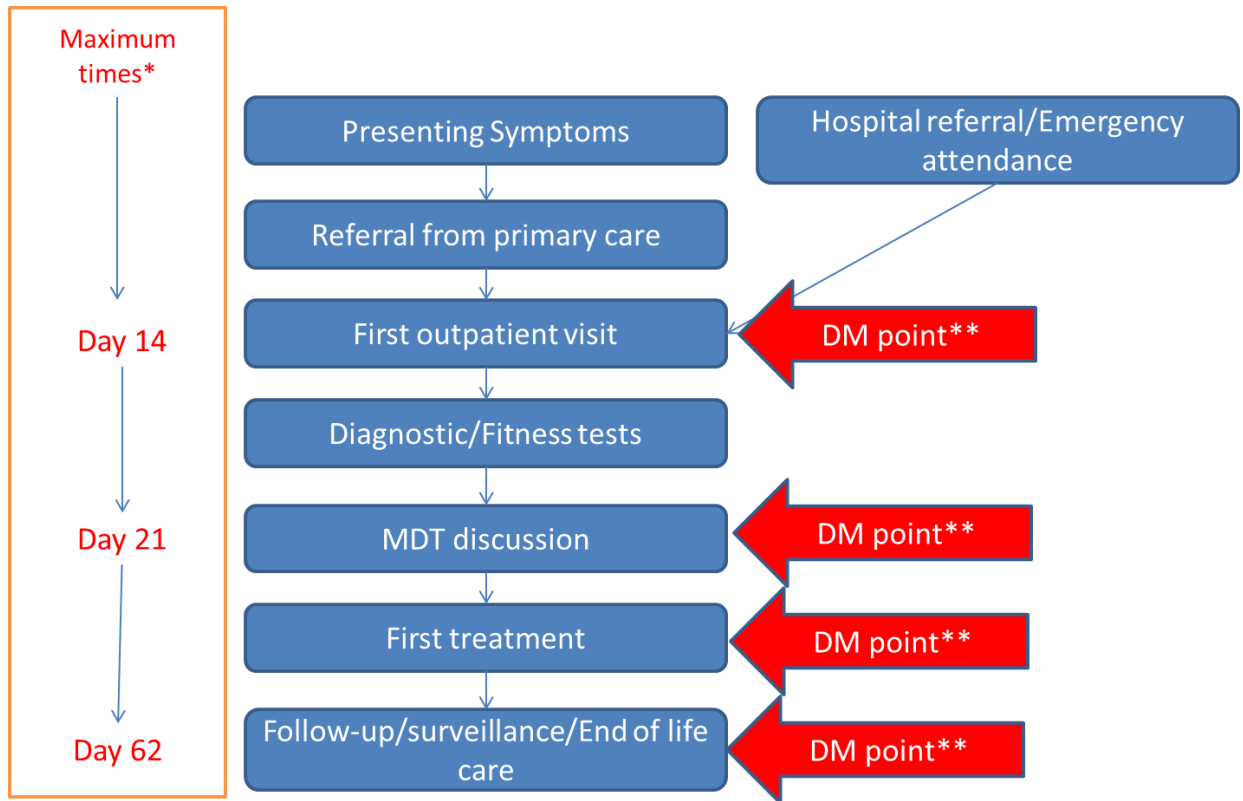 Maximum
times*
Presenting Symptoms
Hospital referral/Emergency
attendance
Referral from primary care
Day 14
First outpatient visit
DM point**
Diagnostic/Fitness tests
Day 21
MDT discussion
DM point**
First treatment
DM point**
Day 62
Follow-up/surveillance/End of life
care
DM point**